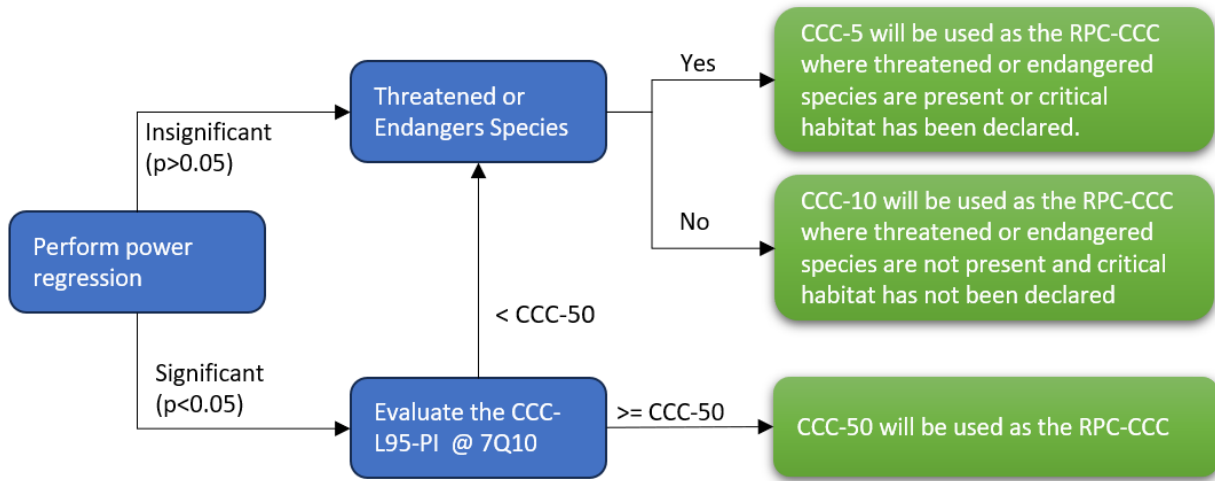 Perform power
regression
Insignificant
(p>0.05)
Significant
(p<0.05)
Threatened or
Endangers Species
< CCC-50
Evaluate the CCC-
L95-PI @ 7Q10
Yes
No
>= CCC-50
CCC-5 will be used as the RPC-CCC
where threatened or endangered
species are present or critical
habitat has been declared.
CCC-10 will be used as the RPC-CCC
where threatened or endangered
species are not present and critical
habitat has not been declared
CCC-50 will be used as the RPC-CCC